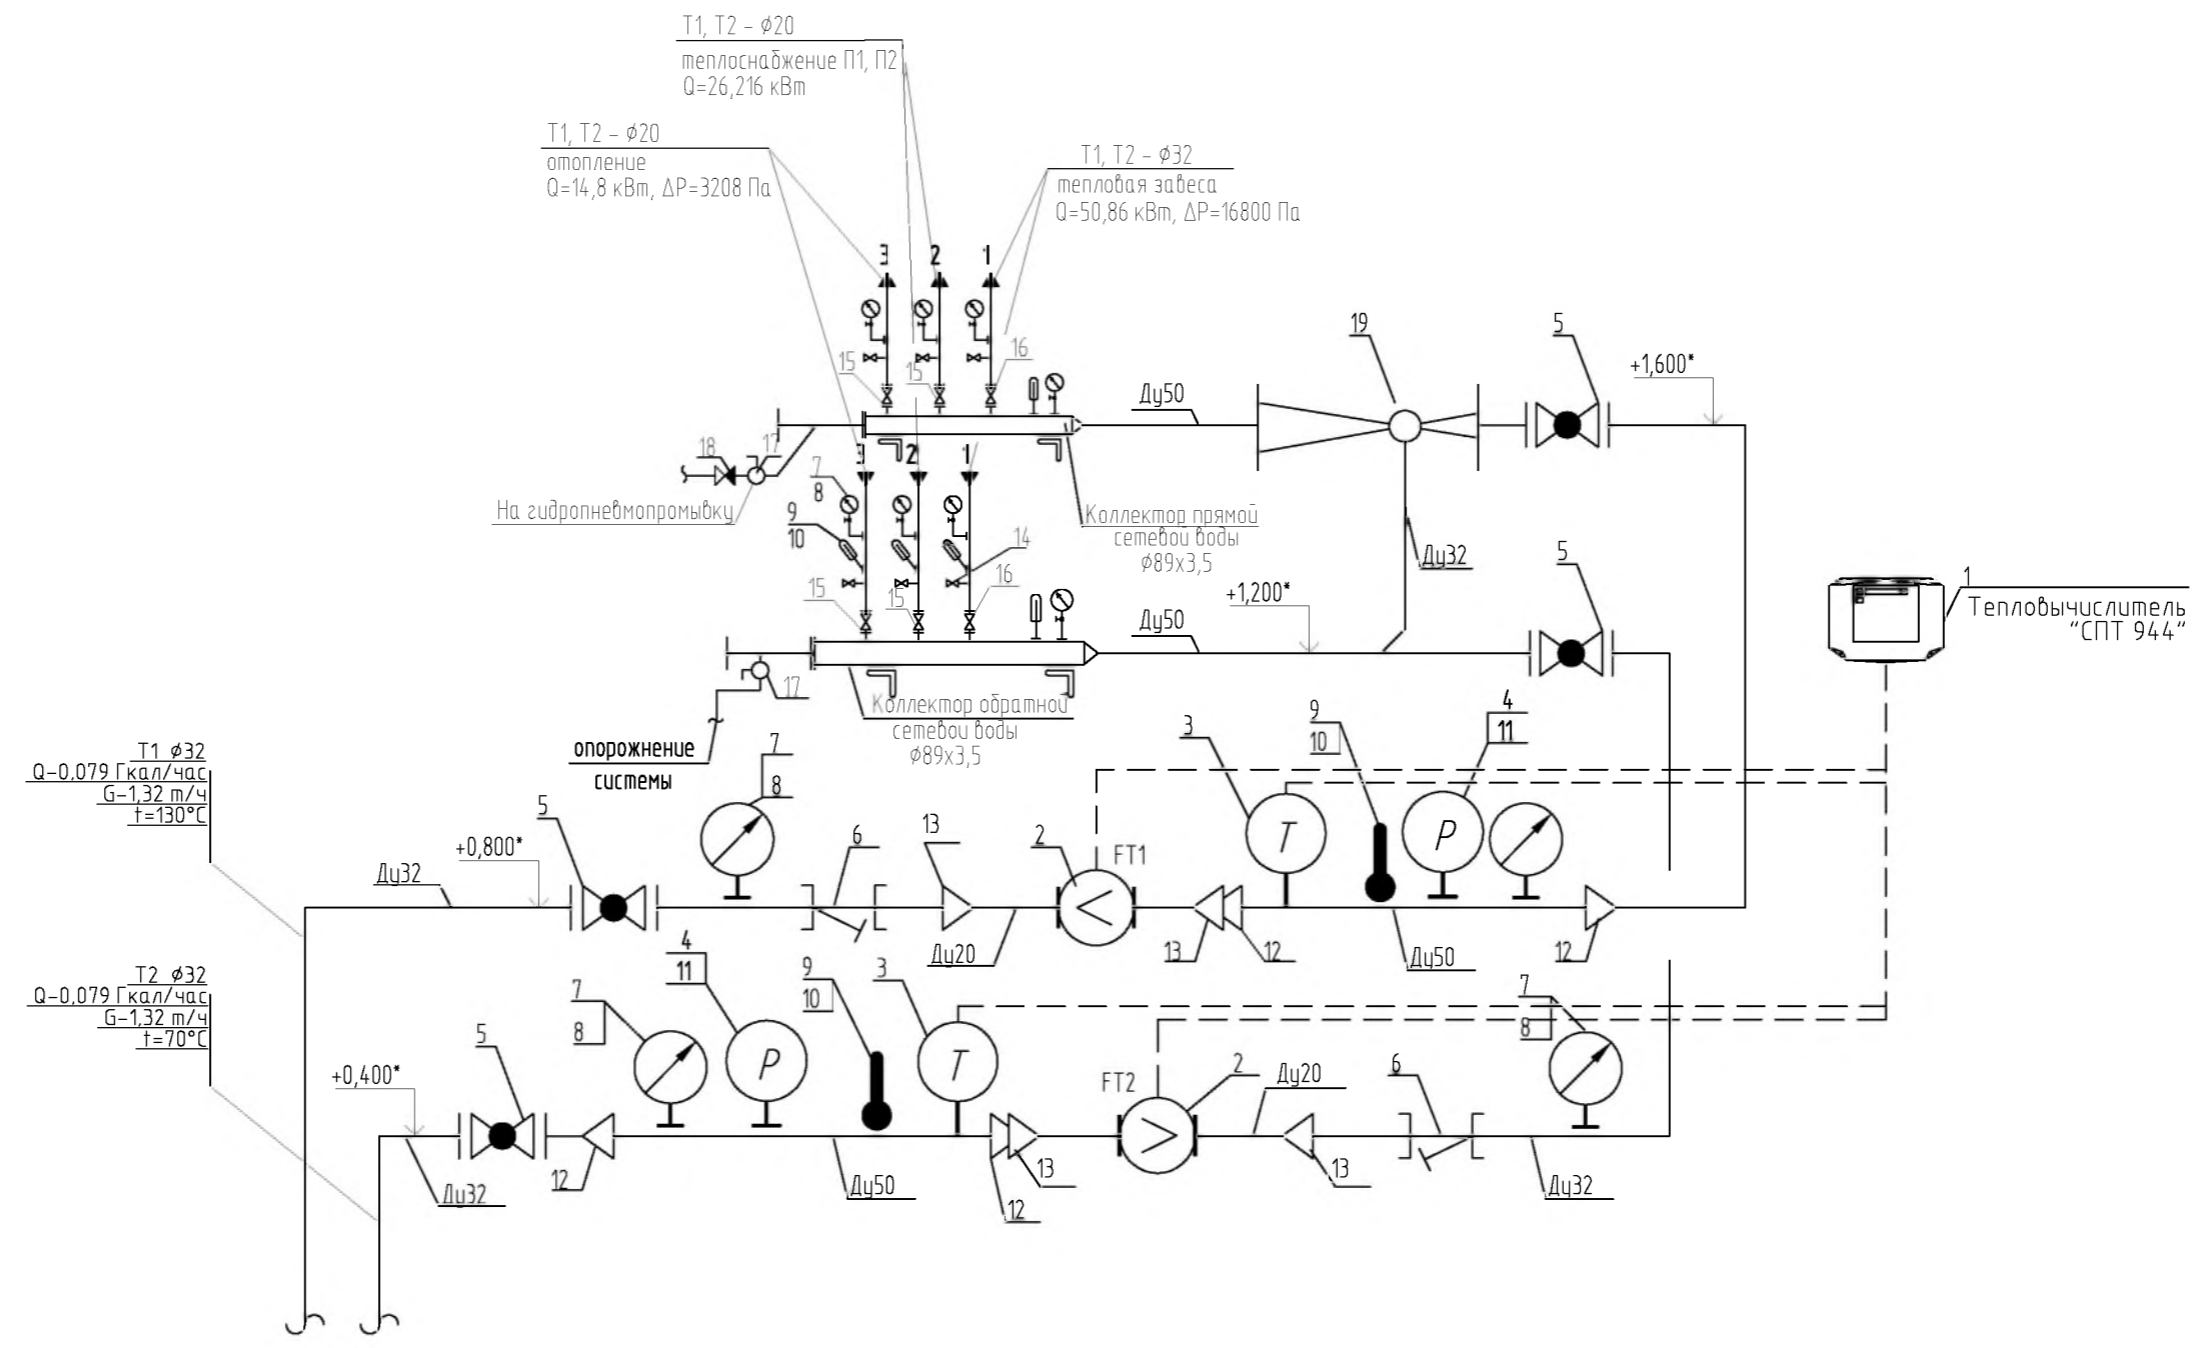 Т1, Т2 - ϕ20
теплоснабжение П1, П2
Q=26,216 кВт
Т1, Т2 - ϕ20
отопление
Q=14,8 кВт, ΔP=3208 Па
Т1, Т2 - ϕ32
тепловая завеса
Q=50,86 кВт, ΔP=16800 Па
3 2 1
15 15 16
19 5
+1,600*
Ду50
18 17
3 2 1
7
8
На гидропневмопромывку
9
10
14
Коллектор прямой
сетевой воды
ϕ89х3,5
Ду32
5
15 15 16
+1,200*
Ду50
1
Тепловычислитель
"СПТ 944"
17
Коллектор обратной
сетевой воды
ϕ89х3,5
опорожнение
системы
Т1 ϕ32
Q-0,079 Гкал/час
G-1,32 т/ч
t=130°С
7
8
3
9
10
4
11
5
+0,800*
6
13
2
FT1
Т
Р
Ду32
Ду20
13 12
Ду50
12
Т2 ϕ32
Q-0,079 Гкал/час
G-1,32 т/ч
t=70°С
4
11
9
10
3
7
8
7
8
5
+0,400*
Р
Т
FT2
2
Ду20
6
Ду32
12
Ду50
13
12
13
Ду32